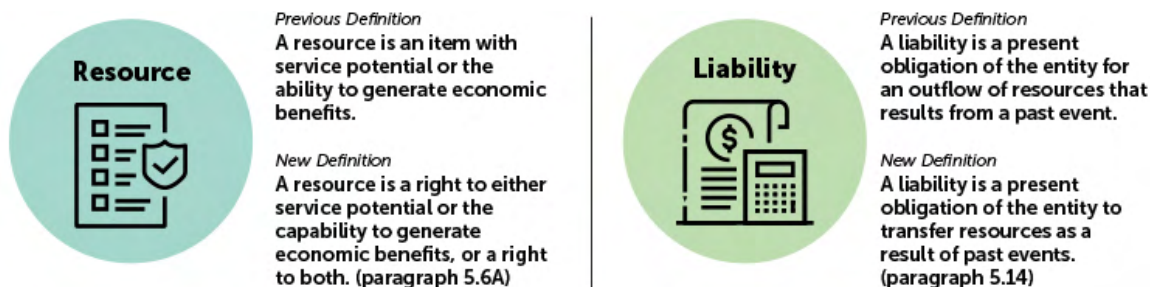 Resource
Previous Definition
A resource is an item with
service potential or the
ability to generate economic
benefits.
New Definition
A resource is a right to either
service potential or the
capability to generate
economic benefits, or a right
to both. (paragraph 5.6A)
Liability
$
Previous Definition
A liability is a present
obligation of the entity for
an outflow of resources that
results from a past event.
New Definition
A liability is a present
obligation of the entity to
transfer resources as a
result of past events.
(paragraph 5.14)